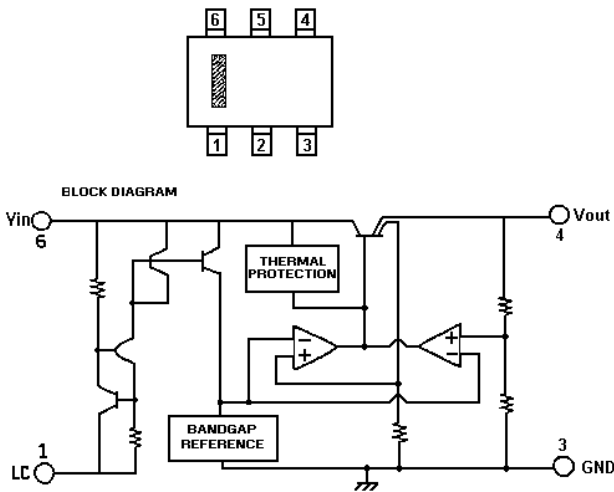 6 5 4
1 2 3
BLOCK DIAGRAM
Vin
6
Vout
4
THERMAL
PROTECTION
−
+
+
−
BANDGAP
REFERENCE
1
LC
3
GND